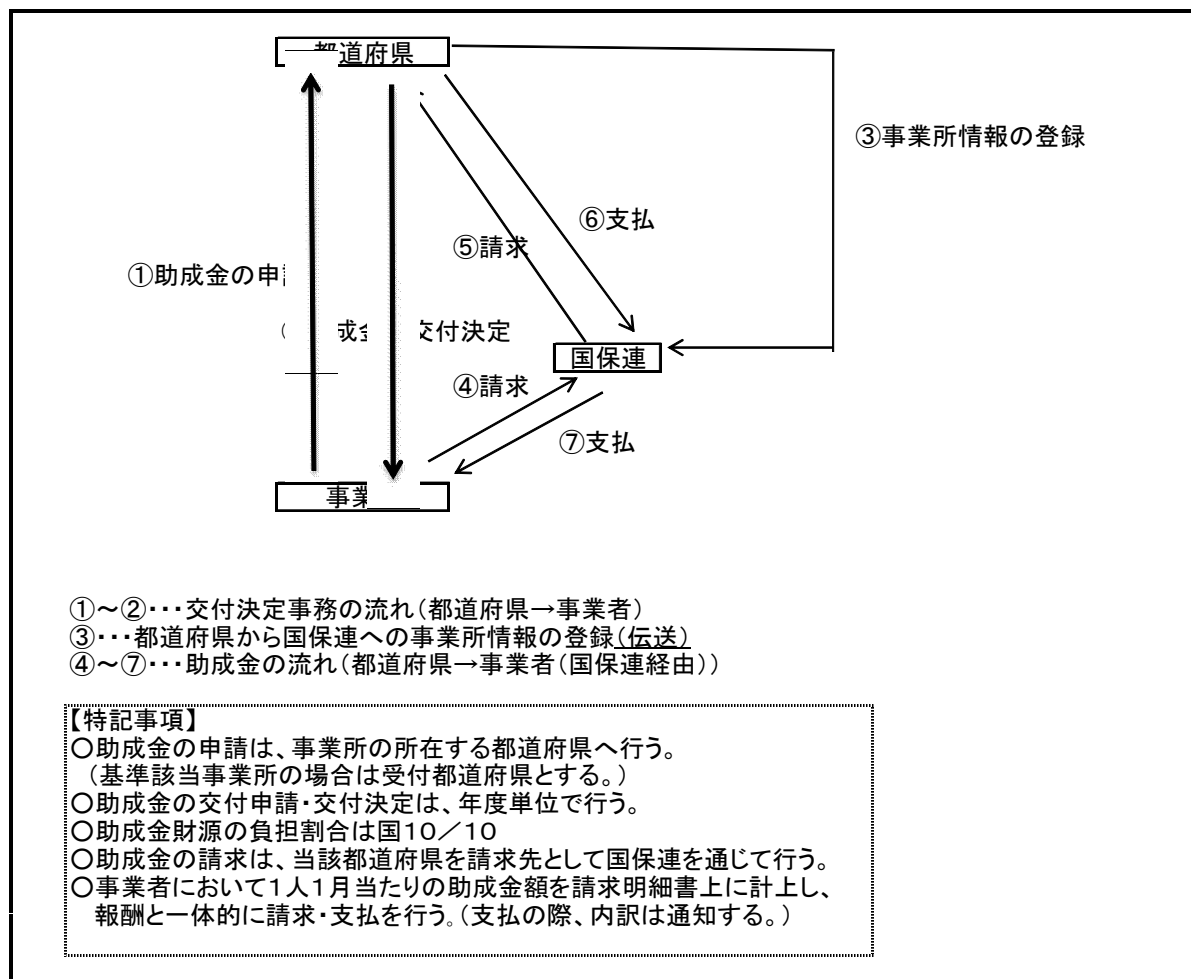 都道府県
③事業所情報の登録
⑥支払
⑤請求
①助成金の申
成金 交付決定
国保連
④請求
⑦支払
事業
①～②・・・交付決定事務の流れ（都道府県→事業者）
③・・・都道府県から国保連への事業所情報の登録（伝送）
④～⑦・・・助成金の流れ（都道府県→事業者（国保連経由））
【特記事項】
○助成金の申請は、事業所の所在する都道府県へ行う。
（基準該当事業所の場合は受付都道府県とする。）
○助成金の交付申請・交付決定は、年度単位で行う。
○助成金財源の負担割合は国１０／１０
○助成金の請求は、当該都道府県を請求先として国保連を通じて行う。
○事業者において１人１月当たりの助成金額を請求明細書上に計上し、
報酬と一体的に請求・支払を行う。（支払の際、内訳は通知する。）